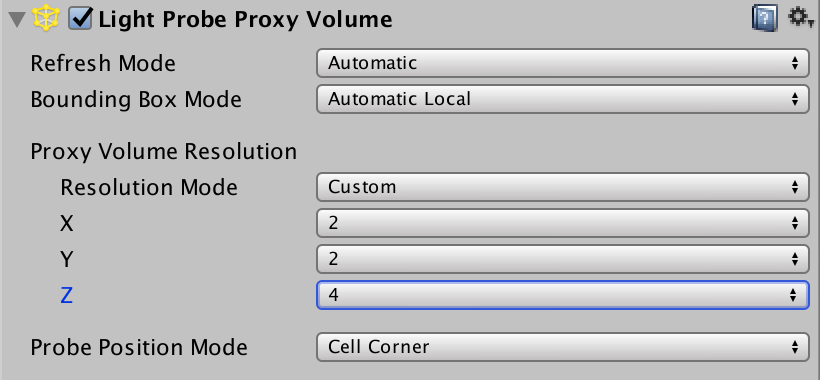 Light Probe Proxy Volume
Refresh Mode Automatic
Bounding Box Mode Automatic Local
Proxy Volume Resolution
Resolution Mode Custom
X 2
Y 2
Z 4
Probe Position Mode Cell Corner